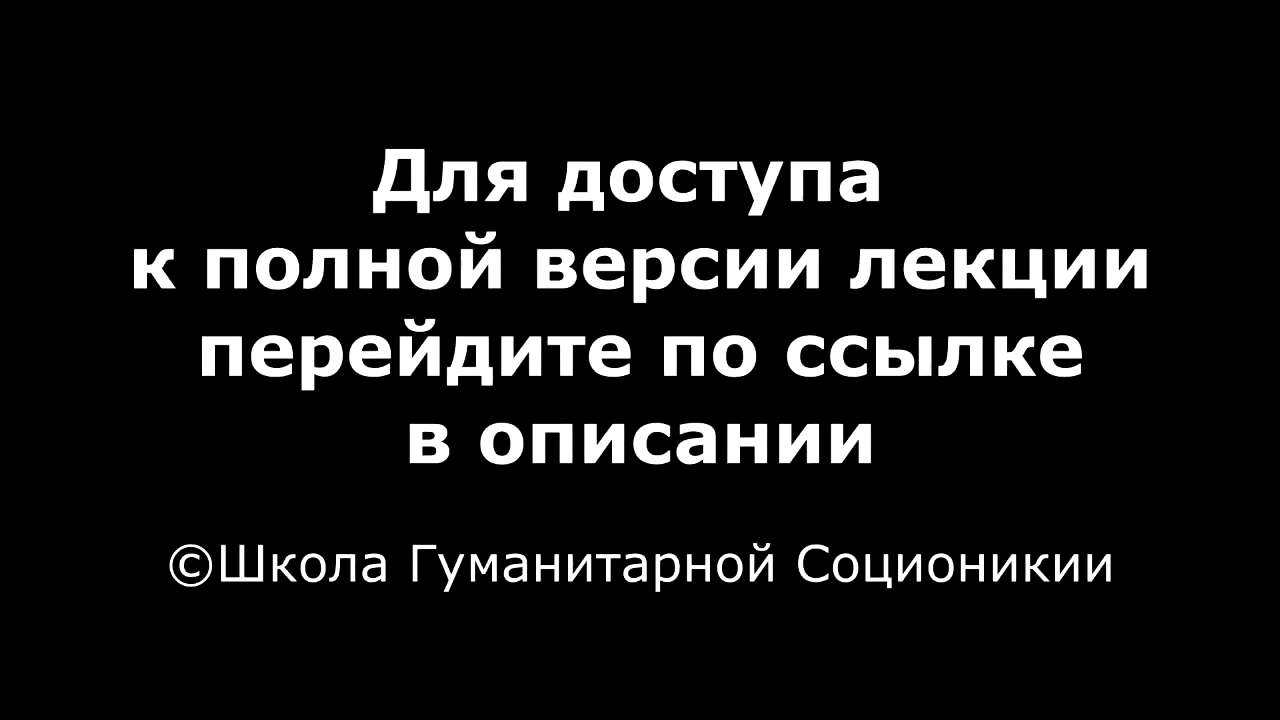 Для доступа
к полной версии лекции
перейдите по ссылке
в описании
©Школа Гуманитарной Соционикии